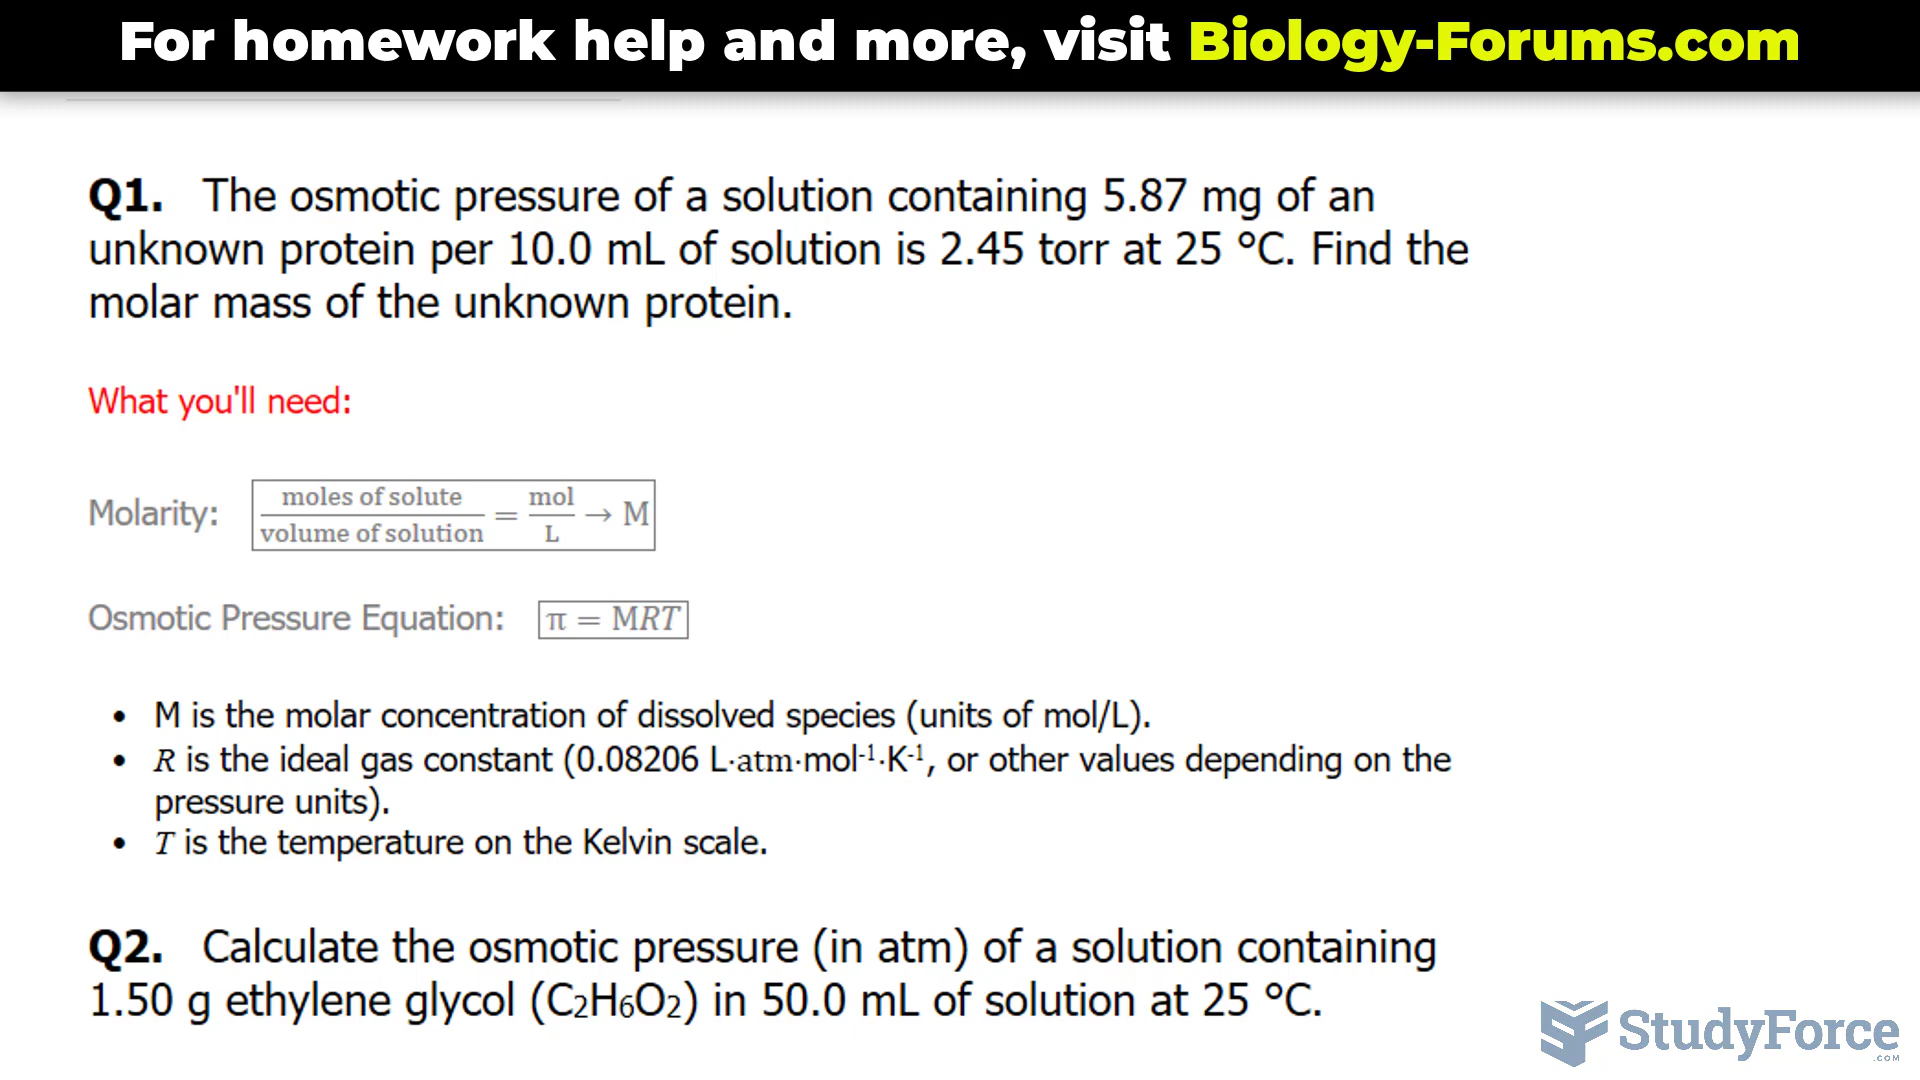 For homework help and more, visit Biology-Forums.com
Q1. The osmotic pressure of a solution containing 5.87 mg of an
unknown protein per 10.0 mL of solution is 2.45 torr at 25 °C. Find the
molar mass of the unknown protein.
What you'll need:
Molarity: moles of solute / volume of solution = mol / L → M
Osmotic Pressure Equation: π = MRT
• M is the molar concentration of dissolved species (units of mol/L).
• R is the ideal gas constant (0.08206 L·atm·mol⁻¹·K⁻¹, or other values depending on the
pressure units).
• T is the temperature on the Kelvin scale.
Q2. Calculate the osmotic pressure (in atm) of a solution containing
1.50 g ethylene glycol (C₂H₆O₂) in 50.0 mL of solution at 25 °C.
StudyForce
.COM